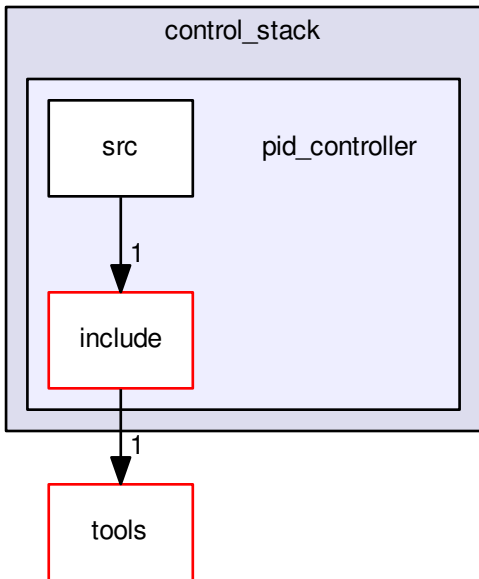 control_stack
src
pid_controller
1
include
1
tools